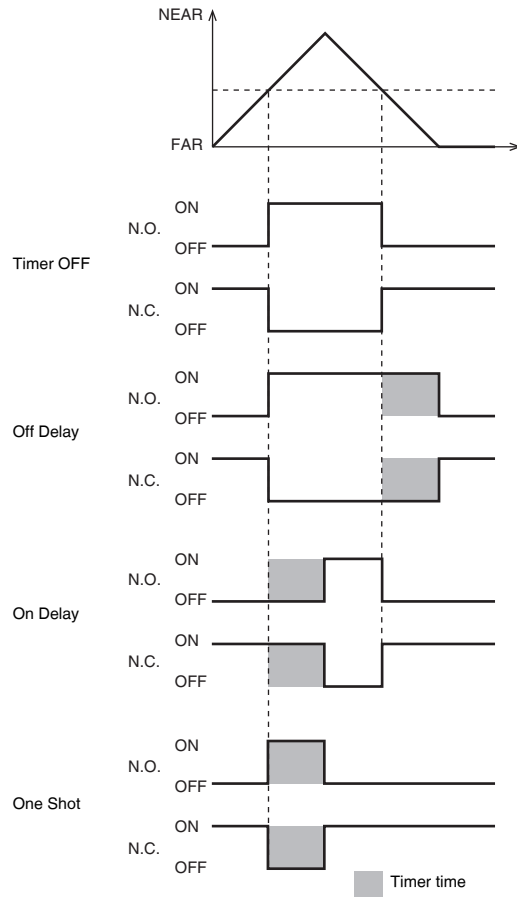 NEAR
FAR
Timer OFF
N.O.
ON
OFF
N.C.
ON
OFF
Off Delay
N.O.
ON
OFF
N.C.
ON
OFF
On Delay
N.O.
ON
OFF
N.C.
ON
OFF
One Shot
N.O.
ON
OFF
N.C.
ON
OFF
Timer time